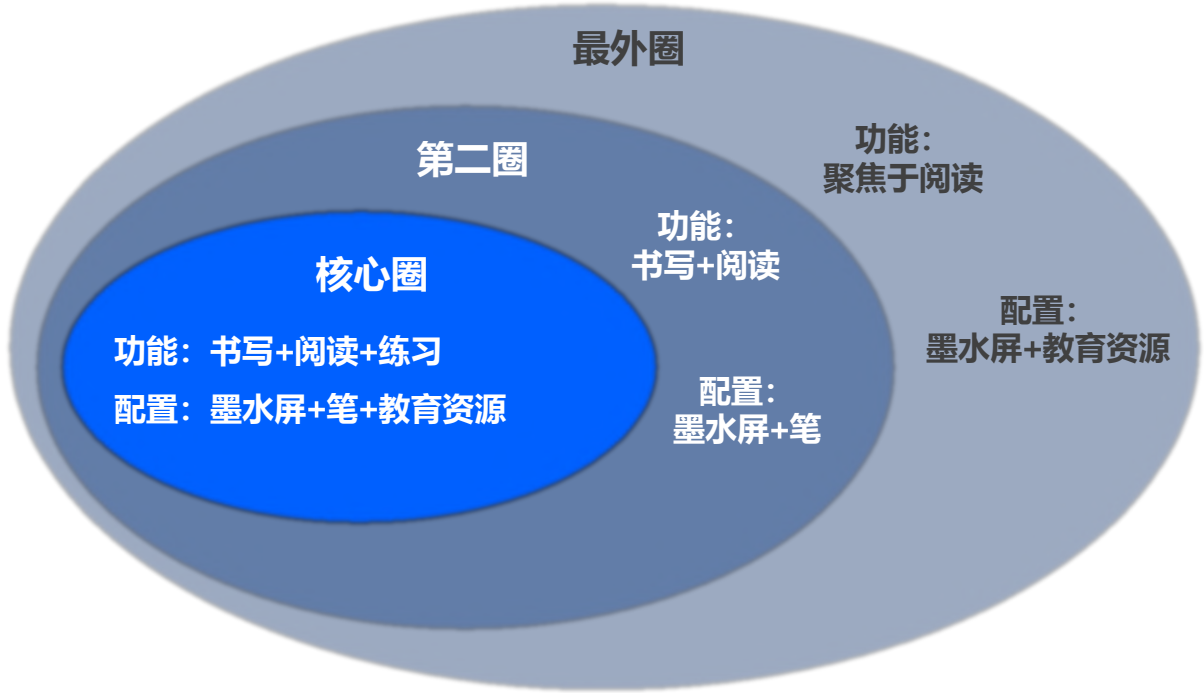 最外圈
功能：
聚焦于阅读
第二圈
功能：
书写+阅读
核心圈
配置：
墨水屏+教育资源
功能：书写+阅读+练习
配置：
墨水屏+笔
配置：墨水屏+笔+教育资源